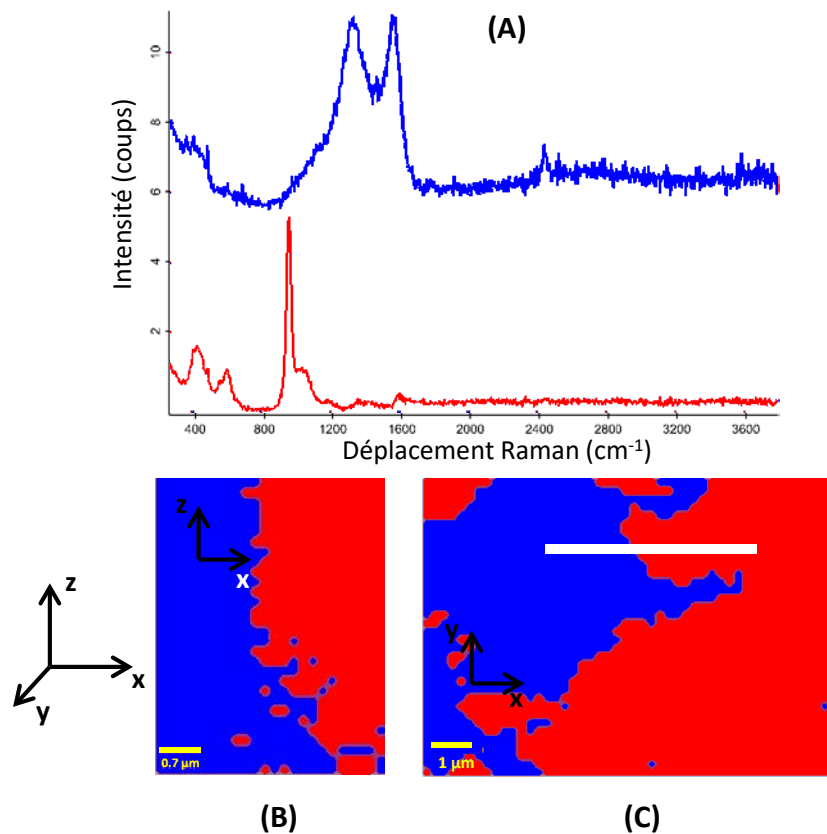 (A)
Intensité (coups)
10
8
6
4
2
400 800 1200 1600 2000 2400 2800 3200 3600
Déplacement Raman (cm-1)
z
x
y
z
x
0.7 µm
y
x
1 µm
(B)
(C)